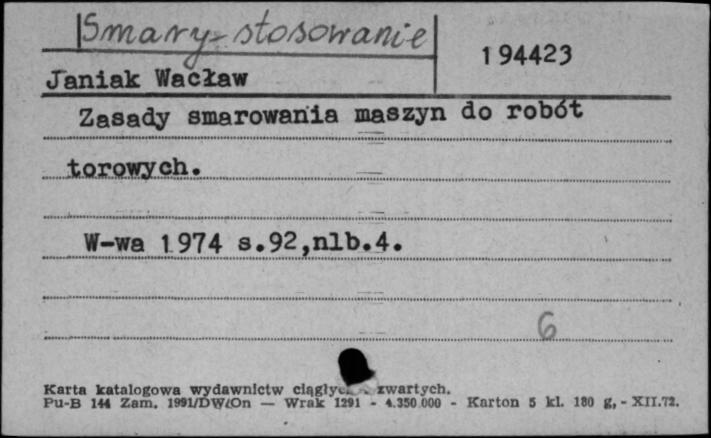 Smary - stosowanie
194423
Janiak Wacław
Zasady smarowania maszyn do robót
torowych.
W-wa 1974 s.92,nlb.4.
6
Karta katalogowa wydawnictw zwartych.
Pu-B 144 Zam. 1991/DW/On — Wrak 1291 - 4.350.000 - Karton 5 kl. 180 g, - XII.72.